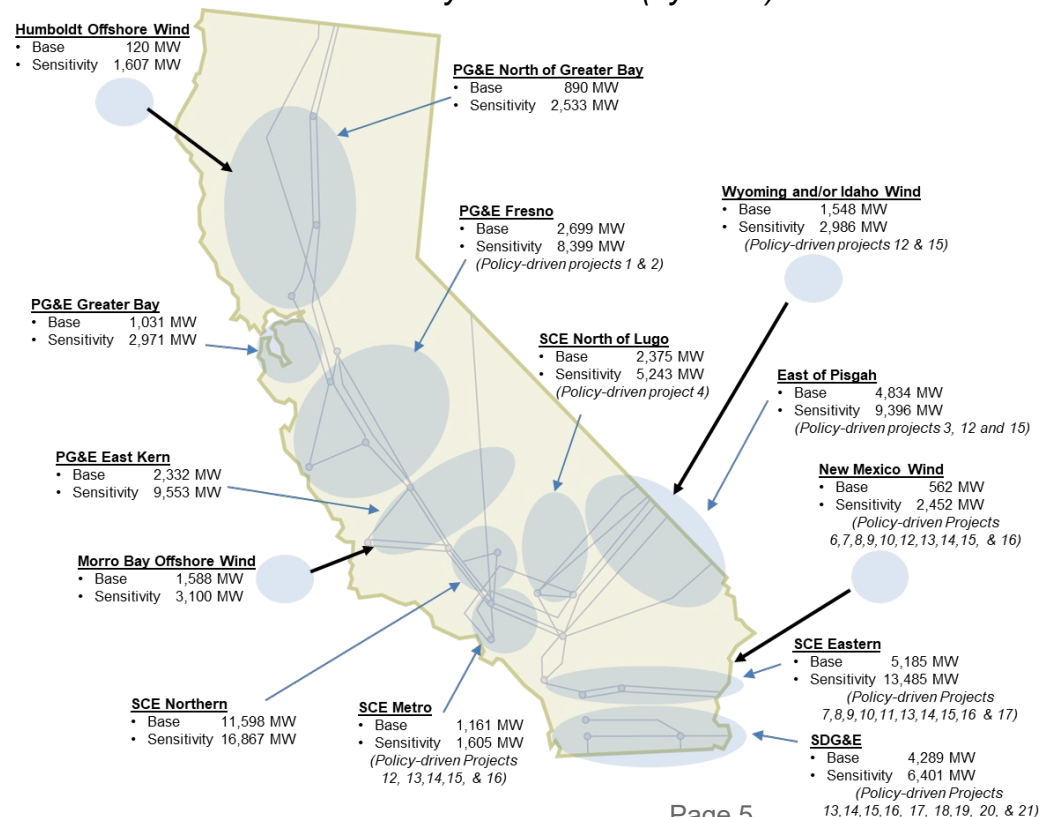 Humboldt Offshore Wind
• Base 120 MW
• Sensitivity 1,607 MW
PG&E North of Greater Bay
• Base 890 MW
• Sensitivity 2,533 MW
PG&E Fresno
• Base 2,699 MW
• Sensitivity 8,399 MW
(Policy-driven projects 1 & 2)
Wyoming and/or Idaho Wind
• Base 1,548 MW
• Sensitivity 2,986 MW
(Policy-driven projects 12 & 15)
PG&E Greater Bay
• Base 1,031 MW
• Sensitivity 2,971 MW
SCE North of Lugo
• Base 2,375 MW
• Sensitivity 5,243 MW
(Policy-driven project 4)
East of Pisgah
• Base 4,834 MW
• Sensitivity 9,396 MW
(Policy-driven projects 3, 12 and 15)
PG&E East Kern
• Base 2,332 MW
• Sensitivity 9,553 MW
New Mexico Wind
• Base 562 MW
• Sensitivity 2,452 MW
(Policy-driven Projects
6,7,8,9,10,12,13,14,15, & 16)
Morro Bay Offshore Wind
• Base 1,588 MW
• Sensitivity 3,100 MW
SCE Eastern
• Base 5,185 MW
• Sensitivity 13,485 MW
(Policy-driven Projects
7,8,9,10,11,13,14,15,16 & 17)
SCE Northern
• Base 11,598 MW
• Sensitivity 16,867 MW
SCE Metro
• Base 1,161 MW
• Sensitivity 1,605 MW
(Policy-driven Projects
12, 13,14,15, & 16)
SDG&E
• Base 4,289 MW
• Sensitivity 6,401 MW
(Policy-driven Projects
13,14,15,16, 17, 18,19, 20, & 21)
Page 5